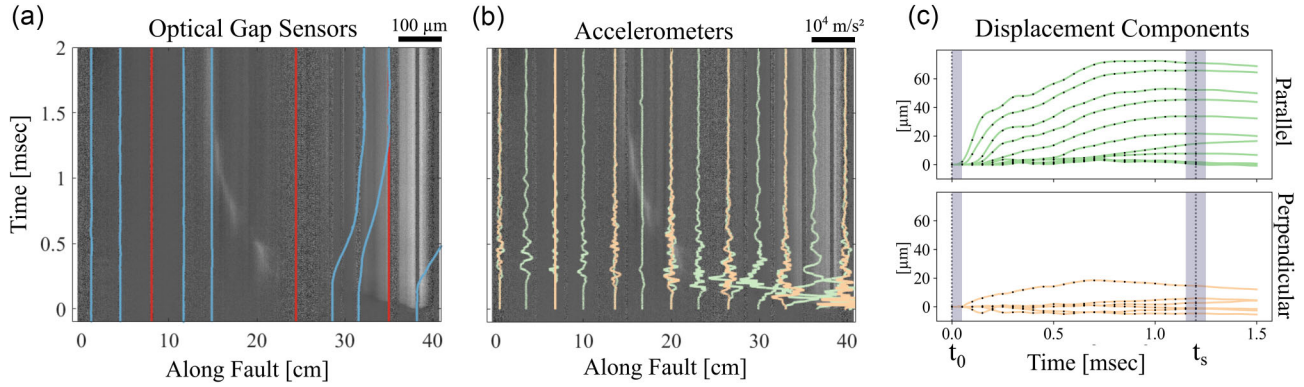 (a) Optical Gap Sensors 100 µm
2
1.5
1
0.5
0
Time [msec]
0 10 20 30 40
Along Fault [cm]
(b) Accelerometers 10⁴ m/s²
0 10 20 30 40
Along Fault [cm]
(c) Displacement Components
60
40
20
0
[µm]
Parallel
80
60
40
20
0
[µm]
Perpendicular
0.0 0.5 1.0 1.5
t₀ Time [msec] tₛ